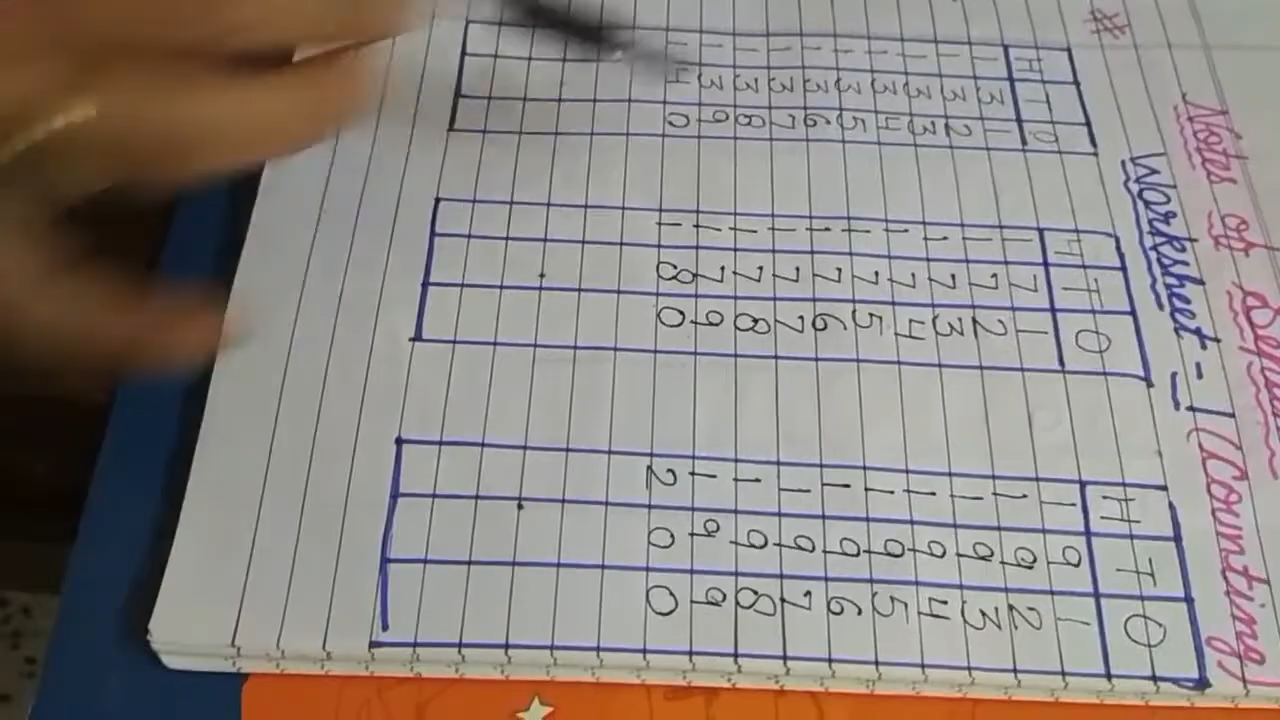 Notes of
Worksheet - 1 (Counting)
#
H T O H T O H T O
1 3 1 1 7 1 1 9 1
1 3 2 1 7 2 1 9 2
1 3 3 1 7 3 1 9 3
1 3 4 1 7 4 1 9 4
1 3 5 1 7 5 1 9 5
1 3 6 1 7 6 1 9 6
1 3 7 1 7 7 1 9 7
1 3 8 1 7 8 1 9 8
1 3 9 1 7 9 1 9 9
1 4 0 1 8 0 2 0 0